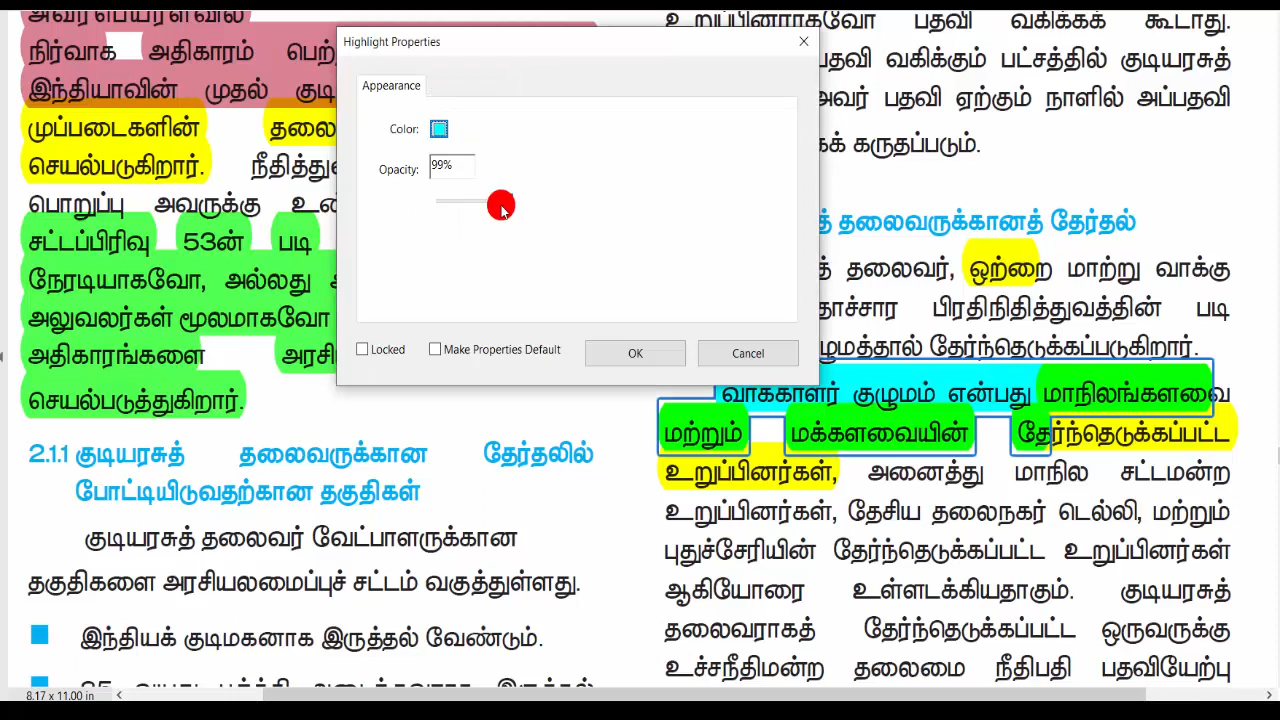 அவர் பெயரளவில்
நிர்வாக அதிகாரம் பெற்
இந்தியாவின் முதல் குடி
முப்படைகளின் தலை
செயல்படுகிறார். நீதித்து
பொறுப்பு அவருக்கு உண்
சட்டப்பிரிவு 53ன் படி
நேரடியாகவோ, அல்லது
அலுவலர்கள் மூலமாகவோ
அதிகாரங்களை அரசி
செயல்படுத்துகிறார்.
2.1.1 குடியரசுத் தலைவருக்கான தேர்தலில்
போட்டியிடுவதற்கான தகுதிகள்
குடியரசுத் தலைவர் வேட்பாளருக்கான
தகுதிகளை அரசியலமைப்புச் சட்டம் வகுத்துள்ளது.
இந்தியக் குடிமகனாக இருத்தல் வேண்டும்.
Highlight Properties
Appearance
Color:
Opacity: 99%
Locked Make Properties Default OK Cancel
உறுப்பினராகவோ பதவி வகிக்கக் கூடாது.
பதவி வகிக்கும் பட்சத்தில் குடியரசுத்
அவர் பதவி ஏற்கும் நாளில் அப்பதவி
கக் கருதப்படும்.
த் தலைவருக்கானத் தேர்தல்
த் தலைவர், ஒற்றை மாற்று வாக்கு
தாச்சார பிரதிநிதித்துவத்தின் படி
குழுமத்தால் தேர்ந்தெடுக்கப்படுகிறார்.
வாக்காளர் குழுமம் என்பது மாநிலங்களவை
மற்றும் மக்களவையின் தேர்ந்தெடுக்கப்பட்ட
உறுப்பினர்கள், அனைத்து மாநில சட்டமன்ற
உறுப்பினர்கள், தேசிய தலைநகர் டெல்லி, மற்றும்
புதுச்சேரியின் தேர்ந்தெடுக்கப்பட்ட உறுப்பினர்கள்
ஆகியோரை உள்ளடக்கியதாகும். குடியரசுத்
தலைவராகத் தேர்ந்தெடுக்கப்பட்ட ஒருவருக்கு
உச்சநீதிமன்ற தலைமை நீதிபதி பதவியேற்பு
8.17 x 11.00 in